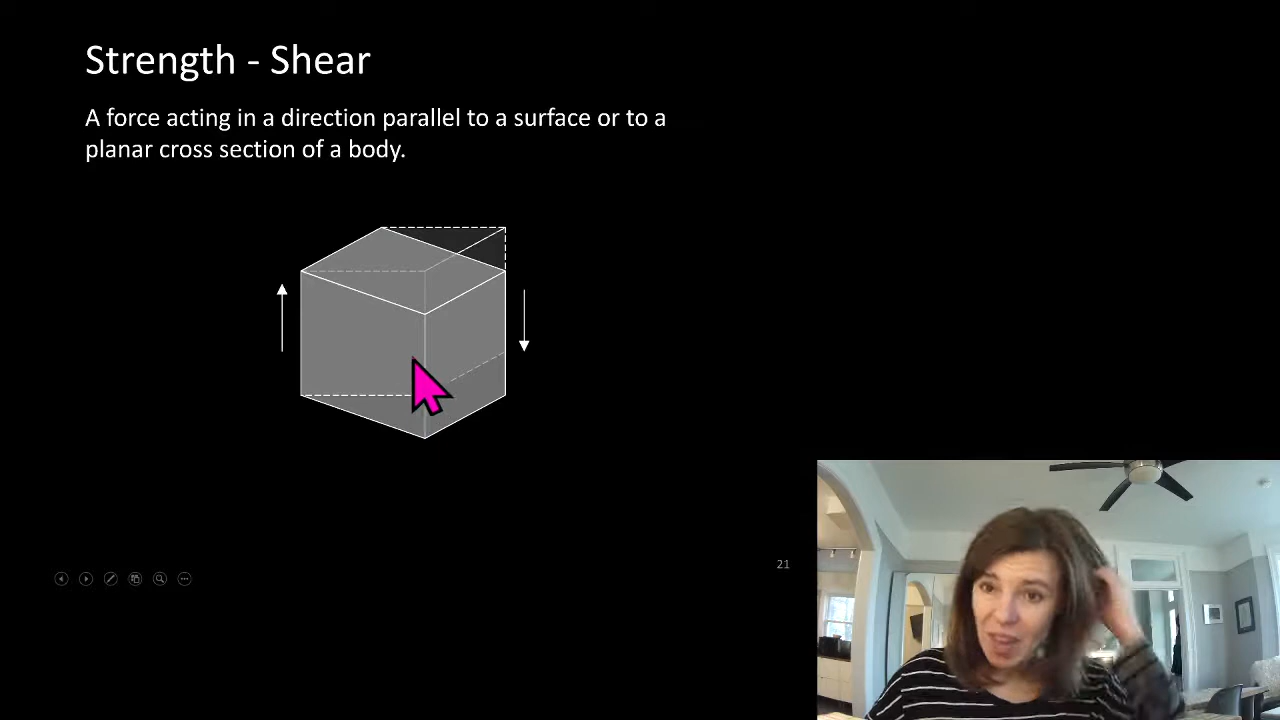 Strength - Shear
A force acting in a direction parallel to a surface or to a
planar cross section of a body.
21